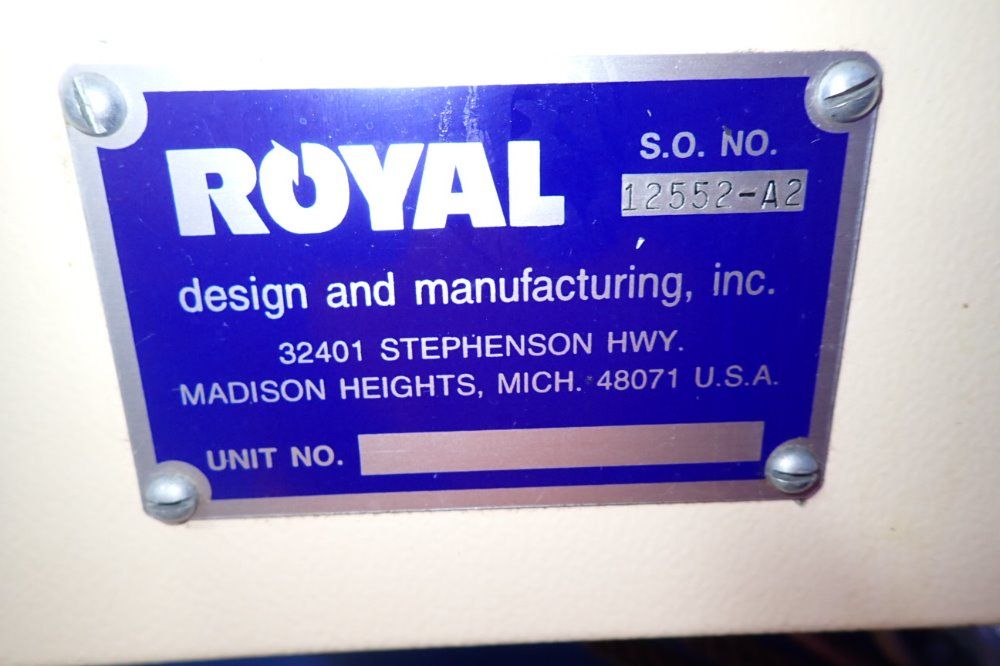 ROYAL
S.O. NO.
12552-A2
design and manufacturing, inc.
32401 STEPHENSON HWY.
MADISON HEIGHTS, MICH. 48071 U.S.A.
UNIT NO.